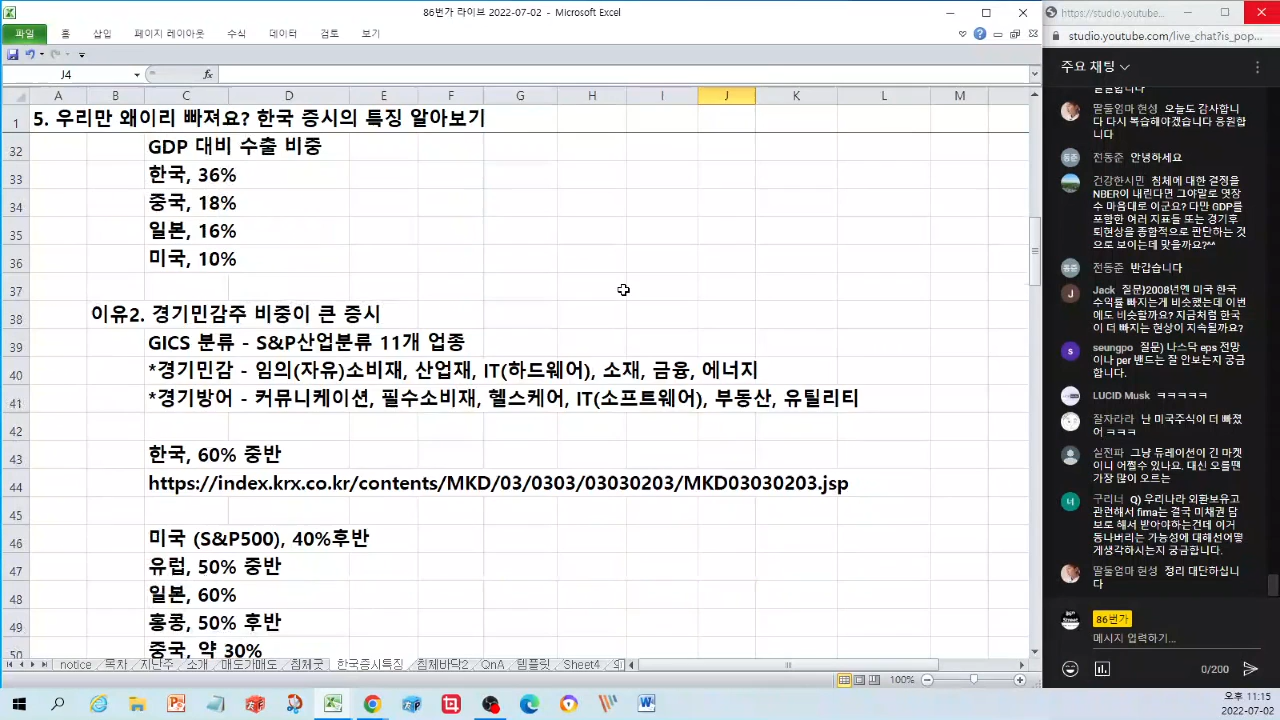 86번가 라이브 2022-07-02 - Microsoft Excel
파일 홈 삽입 페이지 레이아웃 수식 데이터 검토 보기
J4 fx
A B C D E F G H I J K L M
1 5. 우리만 왜이리 빠져요? 한국 증시의 특징 알아보기
32 GDP 대비 수출 비중
33 한국, 36%
34 중국, 18%
35 일본, 16%
36 미국, 10%
37
38 이유2. 경기민감주 비중이 큰 증시
39 GICS 분류 - S&P산업분류 11개 업종
40 *경기민감 - 임의(자유)소비재, 산업재, IT(하드웨어), 소재, 금융, 에너지
41 *경기방어 - 커뮤니케이션, 필수소비재, 헬스케어, IT(소프트웨어), 부동산, 유틸리티
42
43 한국, 60% 중반
44 https://index.krx.co.kr/contents/MKD/03/0303/03030203/MKD03030203.jsp
45
46 미국 (S&P500), 40%후반
47 유럽, 50% 중반
48 일본, 60%
49 홍콩, 50% 후반
50 중국, 약 30%
notice 목차 지난주 소개 매도가매도 침체굿 한국증시특징 침체바닥2 QnA 템플릿 Sheet4
100%
https://studio.youtube...
studio.youtube.com/live_chat?is_pop...
주요 채팅
딸둘엄마 현성 오늘도 감사합니
다 다시 복습해야겠습니다 응원합
니다
전동준 안녕하세요
건강한시민 침체에 대한 결정을
NBER이 내린다면 그야말로 엿장
수 마음대로 이군요? 다만 GDP를
포함한 여러 지표들 또는 경기후
퇴현상을 종합적으로 판단하는 것
으로 보이는데 맞을까요?^^
전동준 반갑습니다
Jack 질문}2008년엔 미국 한국
수익률 빠지는게 비슷했는데 이번
에도 비슷할까요? 지금처럼 한국
이 더 빠지는 현상이 지속될까요?
seungpo 질문) 나스닥 eps 전망
이나 per 밴드는 잘 안보는지 궁금
합니다.
LUCID Musk ㅋㅋㅋㅋㅋ
잘자라라 난 미국주식이 더 빠졌
어 ㅋㅋㅋ
실전파 그냥 듀레이션이 긴 마켓
이니 어쩔수 있나요. 대신 오를땐
가장 많이 오르는
구리너 Q) 우리나라 외환보유고
관련해서 fima는 결국 미채권 담
보로 해서 받아야하는건데 이거
동나버리는 가능성에 대해선어떻
게생각하시는지 궁금합니다.
딸둘엄마 현성 정리 대단하십니
다
86번가
메시지 입력하기...
0/200
오후 11:15
2022-07-02